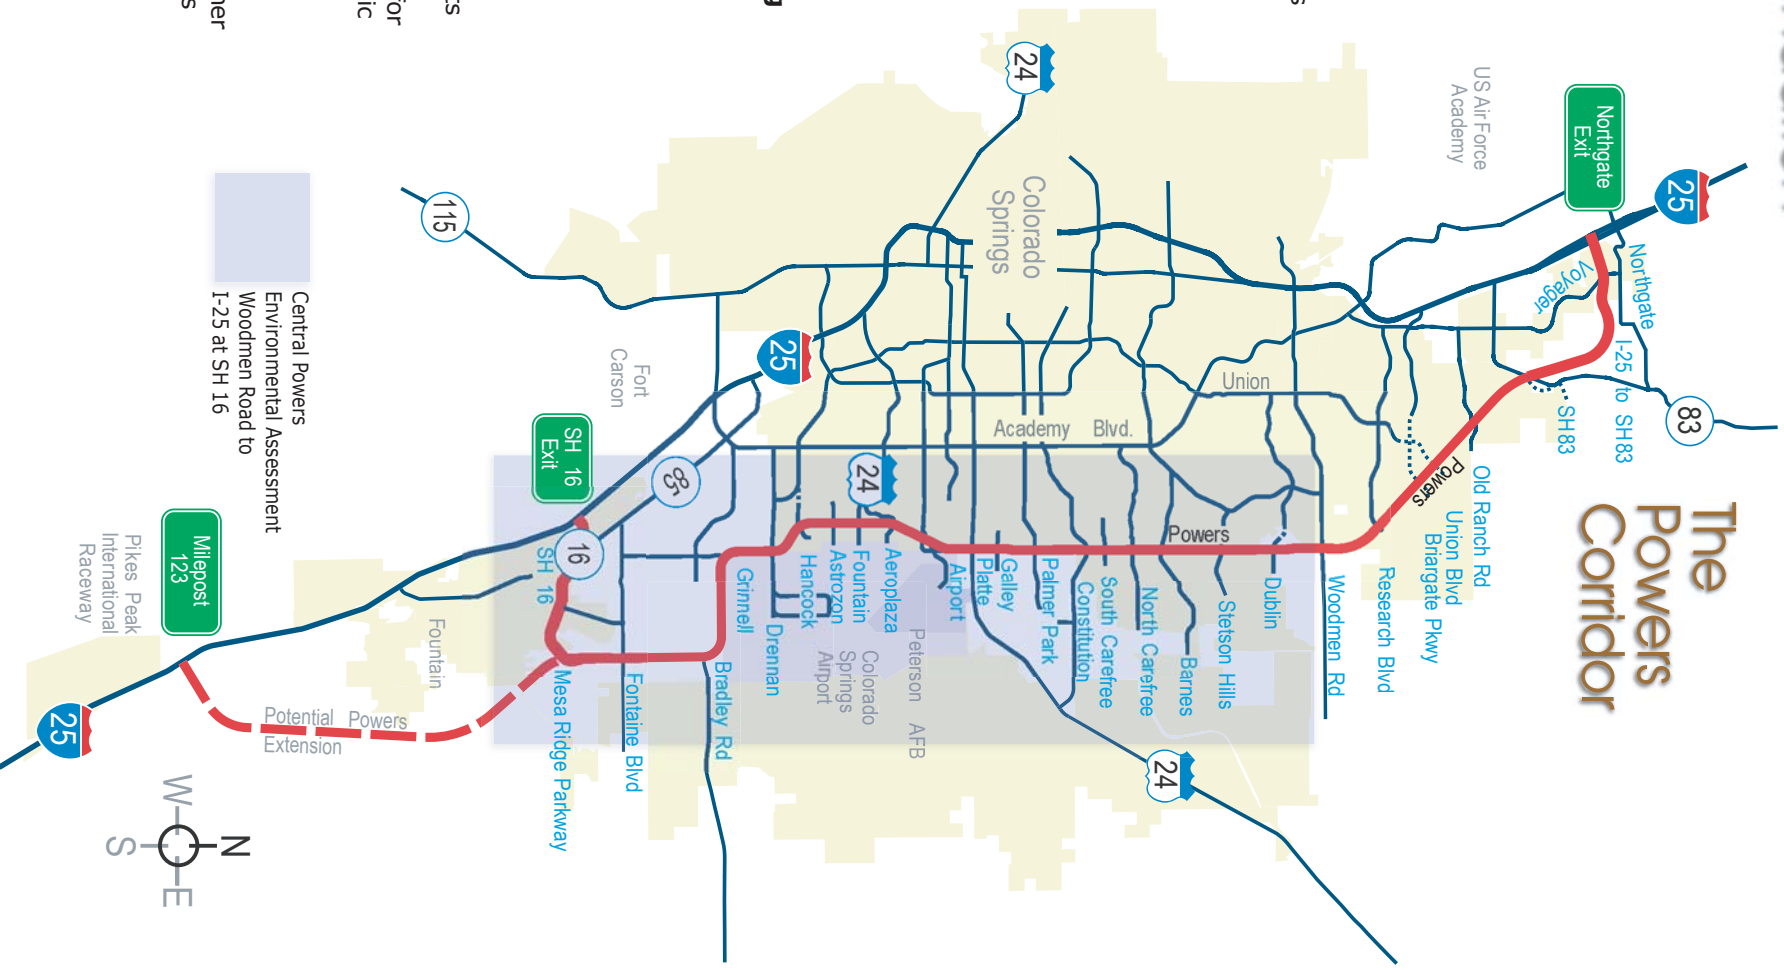 The
Powers
Corridor
25
Northgate
Exit
Northgate
Voyager
I-25 to SH83
SH83
83
US Air Force
Academy
Powers
Old Ranch Rd
Union Blvd
Briargate Pkwy
Research Blvd
Woodmen Rd
Dublin
Stetson Hills
Barnes
North Carefree
South Carefree
Constitution
Palmer Park
Galley
Platte
Airport
Aeroplaza
Fountain
Astrozon
Hancock
Drennan
Grinnell
Bradley Rd
Fontaine Blvd
Mesa Ridge Parkway
Powers
Union
Academy Blvd.
Colorado
Springs
24
24
24
25
115
85
16
SH 16
SH 16
Exit
Fort
Carson
Peterson AFB
Colorado
Springs
Airport
Fountain
Central Powers
Environmental Assessment
Woodmen Road to
I-25 at SH 16
Milepost
123
Pikes Peak
International
Raceway
Potential Powers
Extension
25
N
W
E
S
ts
for
ic
ner
s
g
s